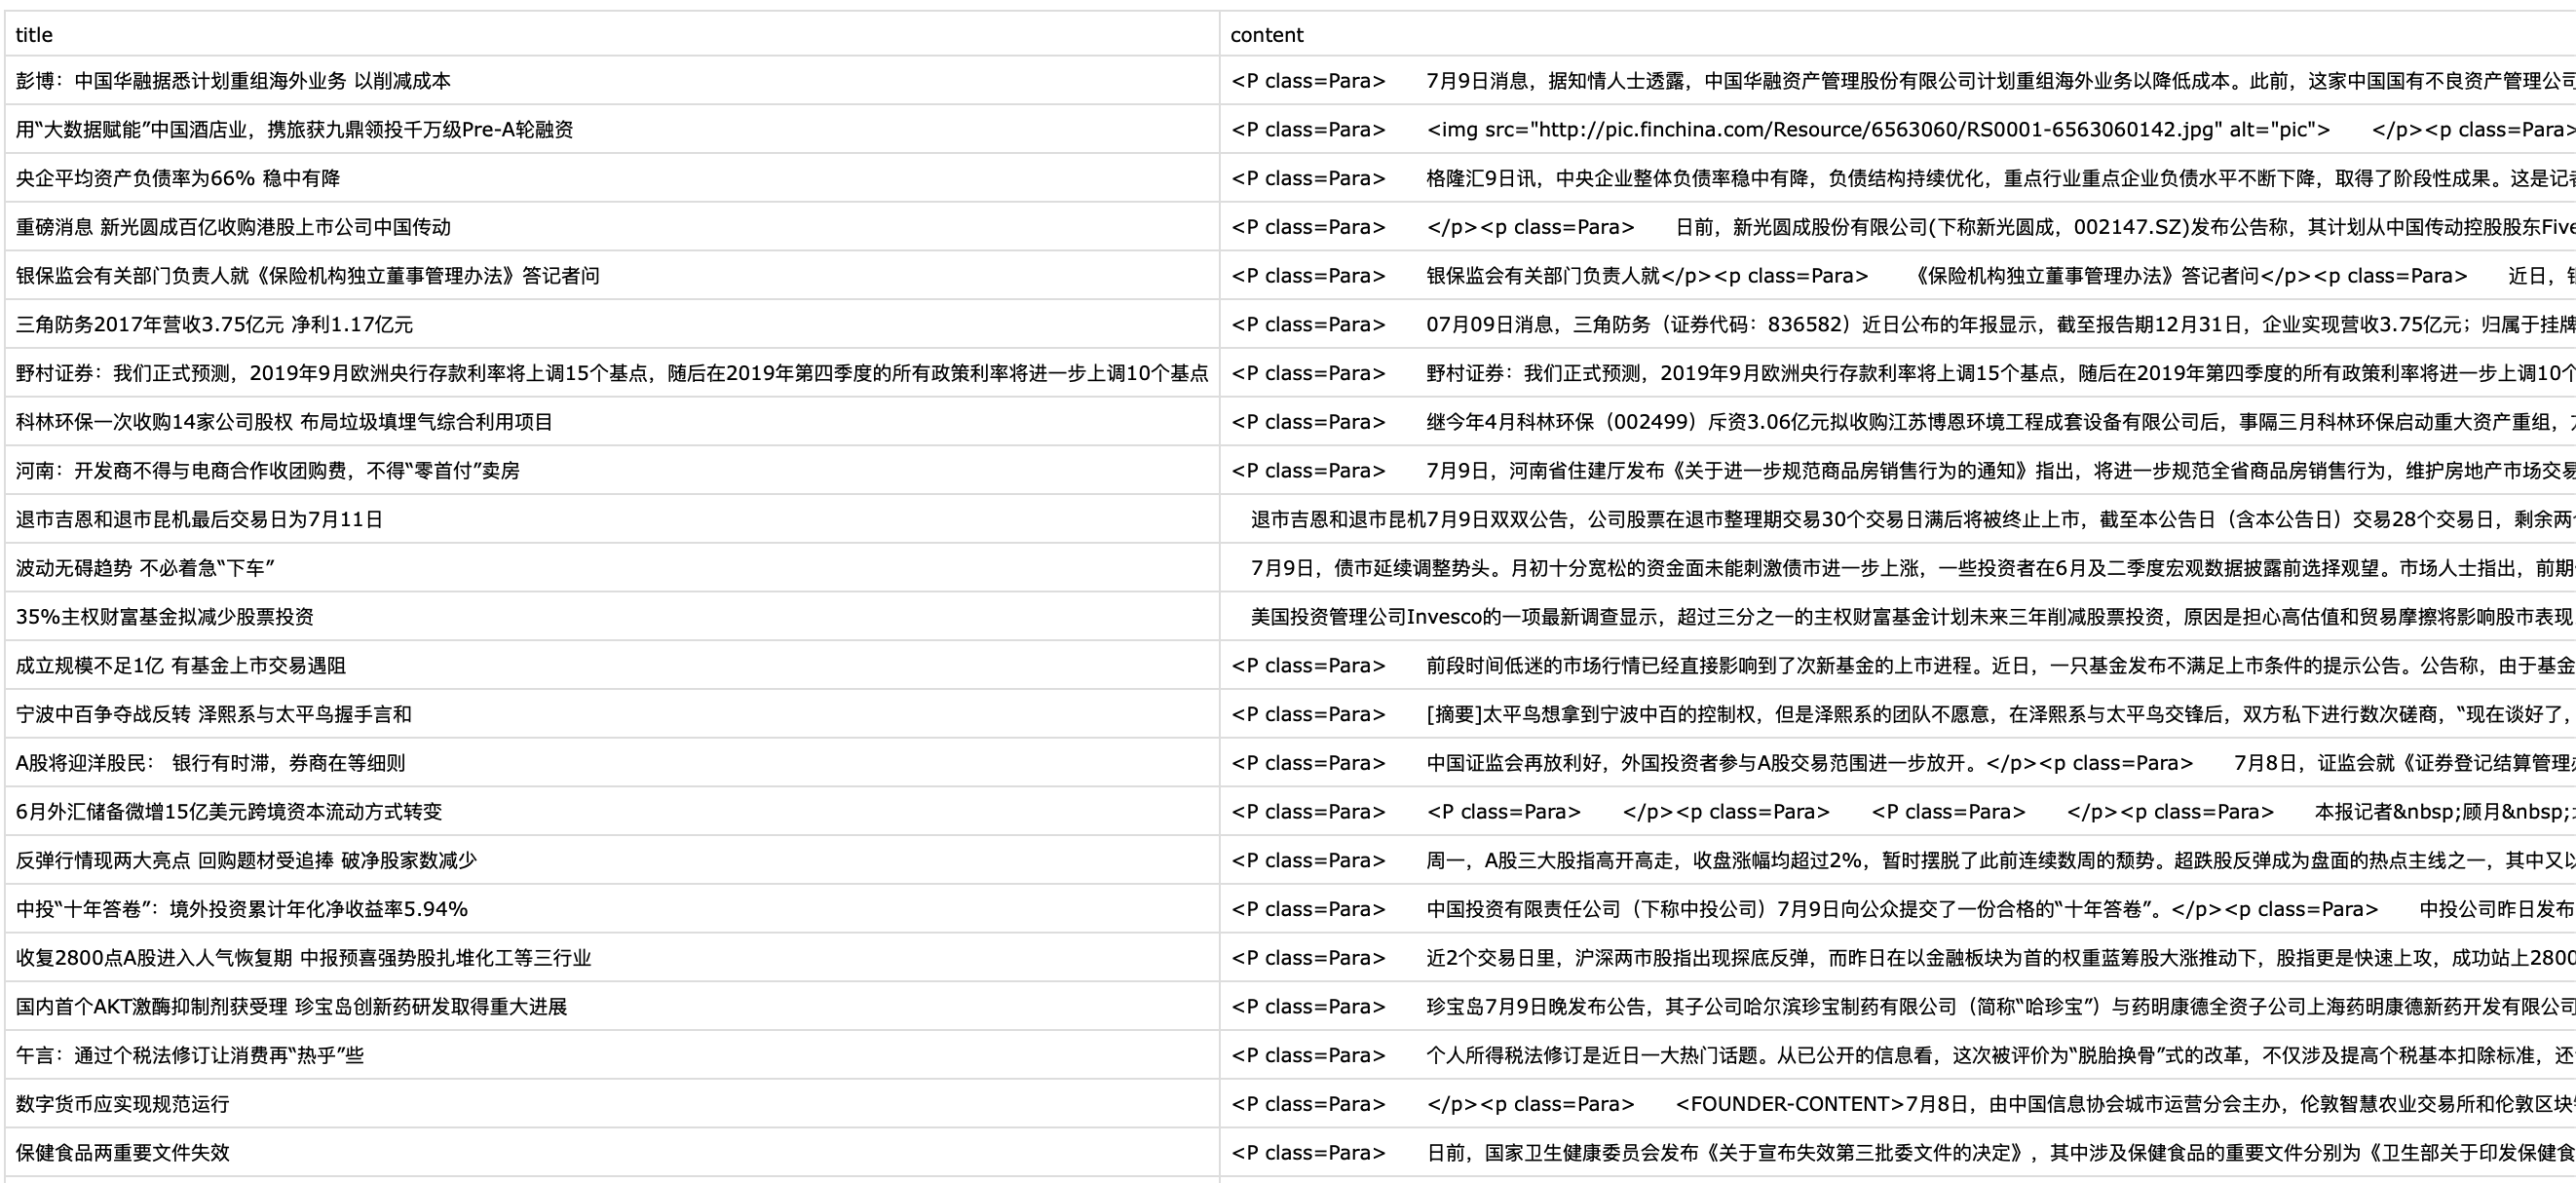 title	content
彭博：中国华融据悉计划重组海外业务 以削减成本	<P class=Para>　　7月9日消息，据知情人士透露，中国华融资产管理股份有限公司计划重组海外业务以降低成本。此前，这家中国国有不良资产管理公司
用“大数据赋能”中国酒店业，携旅获九鼎领投千万级Pre-A轮融资	<P class=Para>　　<img src="http://pic.finchina.com/Resource/6563060/RS0001-6563060142.jpg" alt="pic">　　</p><p class=Para>
央企平均资产负债率为66% 稳中有降	<P class=Para>　　格隆汇9日讯，中央企业整体负债率稳中有降，负债结构持续优化，重点行业重点企业负债水平不断下降，取得了阶段性成果。这是记者
重磅消息 新光圆成百亿收购港股上市公司中国传动	<P class=Para>　　</p><p class=Para>　　日前，新光圆成股份有限公司(下称新光圆成，002147.SZ)发布公告称，其计划从中国传动控股股东Five
银保监会有关部门负责人就《保险机构独立董事管理办法》答记者问	<P class=Para>　　银保监会有关部门负责人就</p><p class=Para>　　《保险机构独立董事管理办法》答记者问</p><p class=Para>　　近日，银
三角防务2017年营收3.75亿元 净利1.17亿元	<P class=Para>　　07月09日消息，三角防务（证券代码：836582）近日公布的年报显示，截至报告期12月31日，企业实现营收3.75亿元；归属于挂牌
野村证券：我们正式预测，2019年9月欧洲央行存款利率将上调15个基点，随后在2019年第四季度的所有政策利率将进一步上调10个基点	<P class=Para>　　野村证券：我们正式预测，2019年9月欧洲央行存款利率将上调15个基点，随后在2019年第四季度的所有政策利率将进一步上调10个
科林环保一次收购14家公司股权 布局垃圾填埋气综合利用项目	<P class=Para>　　继今年4月科林环保（002499）斥资3.06亿元拟收购江苏博恩环境工程成套设备有限公司后，事隔三月科林环保启动重大资产重组，
河南：开发商不得与电商合作收团购费，不得“零首付”卖房	<P class=Para>　　7月9日，河南省住建厅发布《关于进一步规范商品房销售行为的通知》指出，将进一步规范全省商品房销售行为，维护房地产市场交易
退市吉恩和退市昆机最后交易日为7月11日	退市吉恩和退市昆机7月9日双双公告，公司股票在退市整理期交易30个交易日满后将被终止上市，截至本公告日（含本公告日）交易28个交易日，剩余两
波动无碍趋势 不必着急“下车”	7月9日，债市延续调整势头。月初十分宽松的资金面未能刺激债市进一步上涨，一些投资者在6月及二季度宏观数据披露前选择观望。市场人士指出，前期
35%主权财富基金拟减少股票投资	美国投资管理公司Invesco的一项最新调查显示，超过三分之一的主权财富基金计划未来三年削减股票投资，原因是担心高估值和贸易摩擦将影响股市表现
成立规模不足1亿 有基金上市交易遇阻	<P class=Para>　　前段时间低迷的市场行情已经直接影响到了次新基金的上市进程。近日，一只基金发布不满足上市条件的提示公告。公告称，由于基金
宁波中百争夺战反转 泽熙系与太平鸟握手言和	<P class=Para>　　[摘要]太平鸟想拿到宁波中百的控制权，但是泽熙系的团队不愿意，在泽熙系与太平鸟交锋后，双方私下进行数次磋商，“现在谈好了，
A股将迎洋股民： 银行有时滞，券商在等细则	<P class=Para>　　中国证监会再放利好，外国投资者参与A股交易范围进一步放开。</p><p class=Para>　　7月8日，证监会就《证券登记结算管理
6月外汇储备微增15亿美元跨境资本流动方式转变	<P class=Para>　　<P class=Para>　　</p><p class=Para>　　<P class=Para>　　</p><p class=Para>　　本报记者&nbsp;顾月&nbsp;
反弹行情现两大亮点 回购题材受追捧 破净股家数减少	<P class=Para>　　周一，A股三大股指高开高走，收盘涨幅均超过2%，暂时摆脱了此前连续数周的颓势。超跌股反弹成为盘面的热点主线之一，其中又以
中投“十年答卷”：境外投资累计年化净收益率5.94%	<P class=Para>　　中国投资有限责任公司（下称中投公司）7月9日向公众提交了一份合格的“十年答卷”。</p><p class=Para>　　中投公司昨日发布
收复2800点A股进入人气恢复期 中报预喜强势股扎堆化工等三行业	<P class=Para>　　近2个交易日里，沪深两市股指出现探底反弹，而昨日在以金融板块为首的权重蓝筹股大涨推动下，股指更是快速上攻，成功站上2800
国内首个AKT激酶抑制剂获受理 珍宝岛创新药研发取得重大进展	<P class=Para>　　珍宝岛7月9日晚发布公告，其子公司哈尔滨珍宝制药有限公司（简称“哈珍宝”）与药明康德全资子公司上海药明康德新药开发有限公司
午言：通过个税法修订让消费再“热乎”些	<P class=Para>　　个人所得税法修订是近日一大热门话题。从已公开的信息看，这次被评价为“脱胎换骨”式的改革，不仅涉及提高个税基本扣除标准，还
数字货币应实现规范运行	<P class=Para>　　</p><p class=Para>　　<FOUNDER-CONTENT>7月8日，由中国信息协会城市运营分会主办，伦敦智慧农业交易所和伦敦区块
保健食品两重要文件失效	<P class=Para>　　日前，国家卫生健康委员会发布《关于宣布失效第三批委文件的决定》，其中涉及保健食品的重要文件分别为《卫生部关于印发保健食